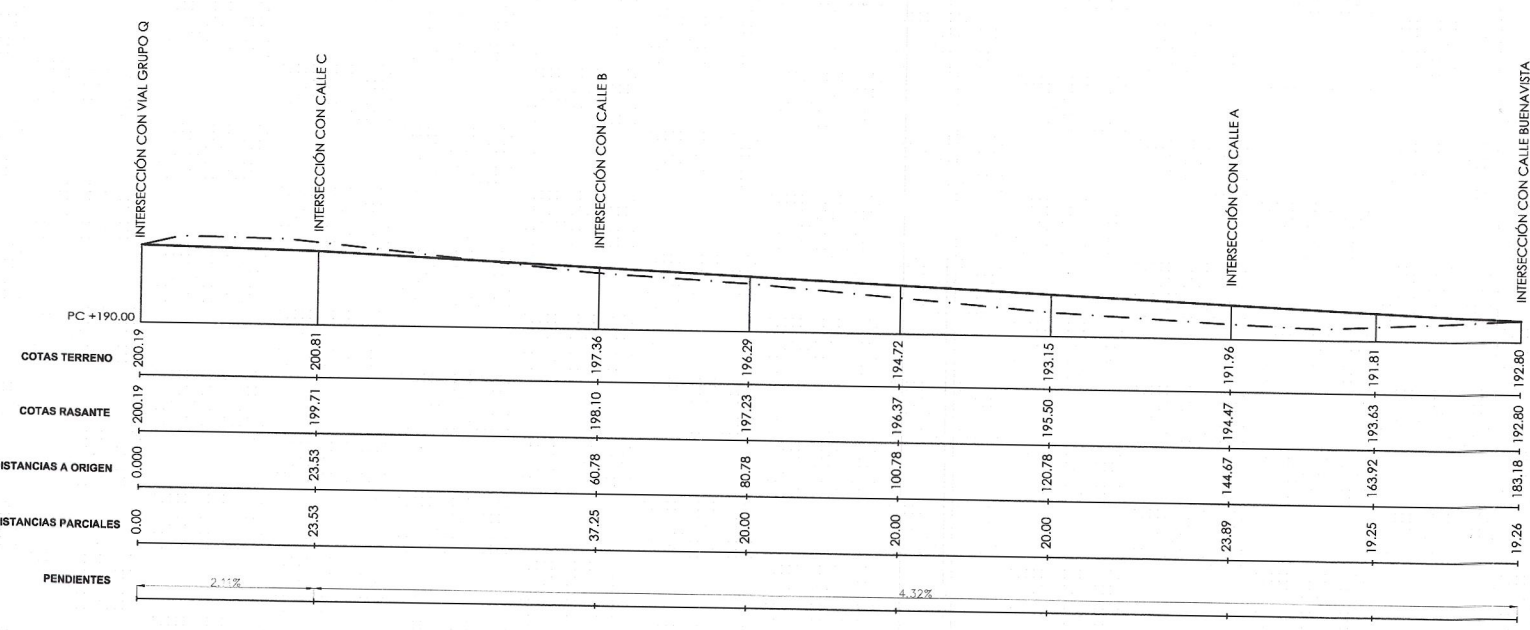 INTERSECCIÓN CON VIAL GRUPO Q
INTERSECCIÓN CON CALLE C
INTERSECCIÓN CON CALLE B
INTERSECCIÓN CON CALLE A
INTERSECCIÓN CON CALLE BUENAVISTA
PC +190.00
COTAS TERRENO 200.19 200.81 197.36 196.29 194.72 193.15 191.96 191.81 192.80
COTAS RASANTE 200.19 199.71 198.10 197.23 196.37 195.50 194.47 193.63 192.80
ISTANCIAS A ORIGEN 0.000 23.53 60.78 80.78 100.78 120.78 144.67 163.92 183.18
ISTANCIAS PARCIALES 0.00 23.53 37.25 20.00 20.00 20.00 23.89 19.25 19.26
PENDIENTES 2.11% 4.32%